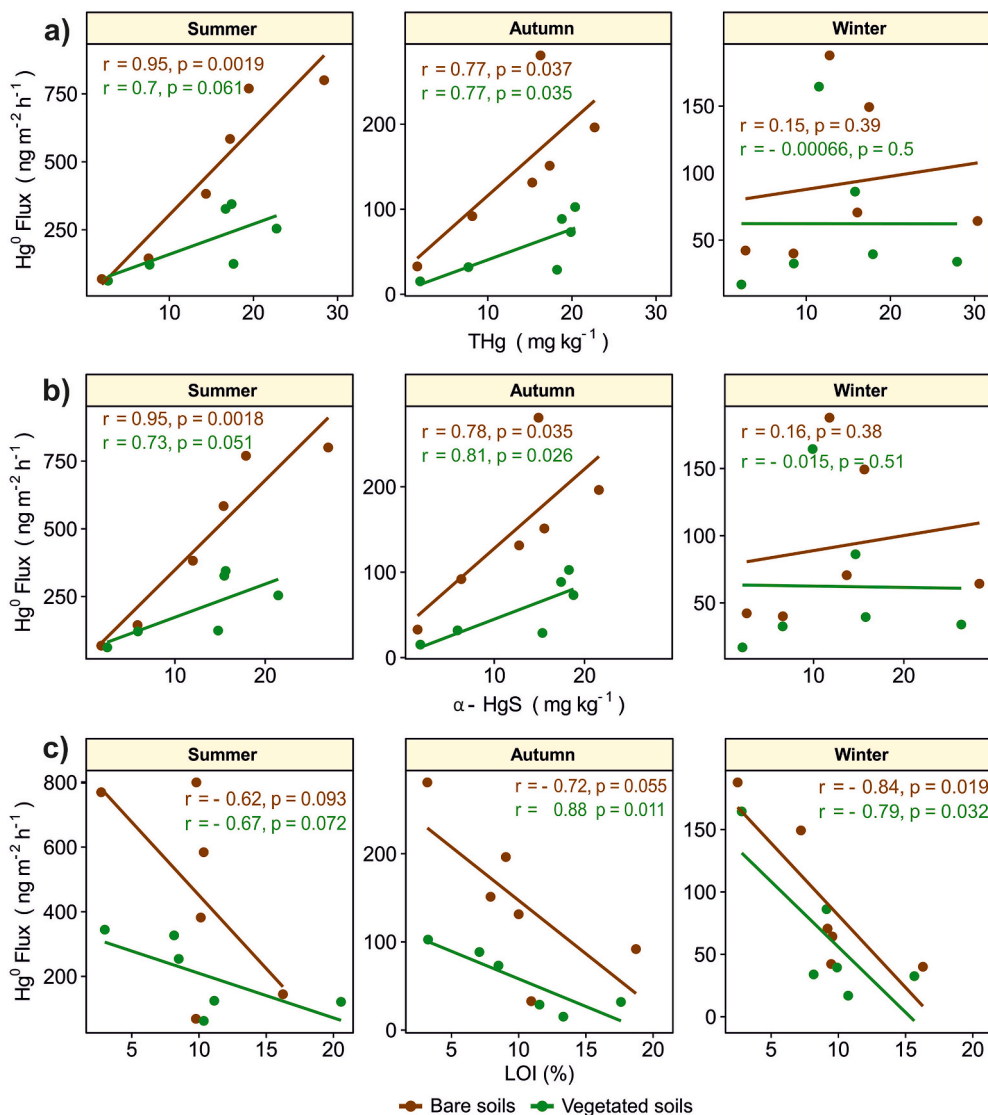 a)
Summer
Autumn
Winter
r = 0.95, p = 0.0019
r = 0.7, p = 0.061
r = 0.77, p = 0.037
r = 0.77, p = 0.035
r = 0.15, p = 0.39
r = - 0.00066, p = 0.5
Hg⁰ Flux ( ng m⁻² h⁻¹ )
750
500
250
200
100
0
150
100
50
10 20 30
0 10 20 30
10 20 30
THg ( mg kg⁻¹ )
b)
Summer
Autumn
Winter
r = 0.95, p = 0.0018
r = 0.73, p = 0.051
r = 0.78, p = 0.035
r = 0.81, p = 0.026
r = 0.16, p = 0.38
r = - 0.015, p = 0.51
Hg⁰ Flux ( ng m⁻² h⁻¹ )
750
500
250
200
100
0
150
100
50
10 20
0 10 20
10 20
α - HgS ( mg kg⁻¹ )
c)
Summer
Autumn
Winter
r = - 0.62, p = 0.093
r = - 0.67, p = 0.072
r = - 0.72, p = 0.055
r = 0.88 p = 0.011
r = - 0.84, p = 0.019
r = - 0.79, p = 0.032
Hg⁰ Flux ( ng m⁻² h⁻¹ )
800
600
400
200
0
200
100
0
150
100
50
0
5 10 15 20
5 10 15 20
5 10 15 20
LOI (%)
Bare soils Vegetated soils